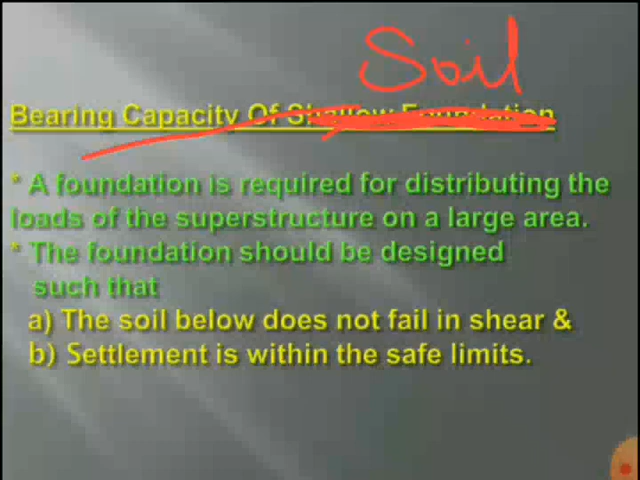 Soil
Bearing Capacity Of Shallow Foundation
* A foundation is required for distributing the
loads of the superstructure on a large area.
* The foundation should be designed
such that
a) The soil below does not fail in shear &
b) Settlement is within the safe limits.